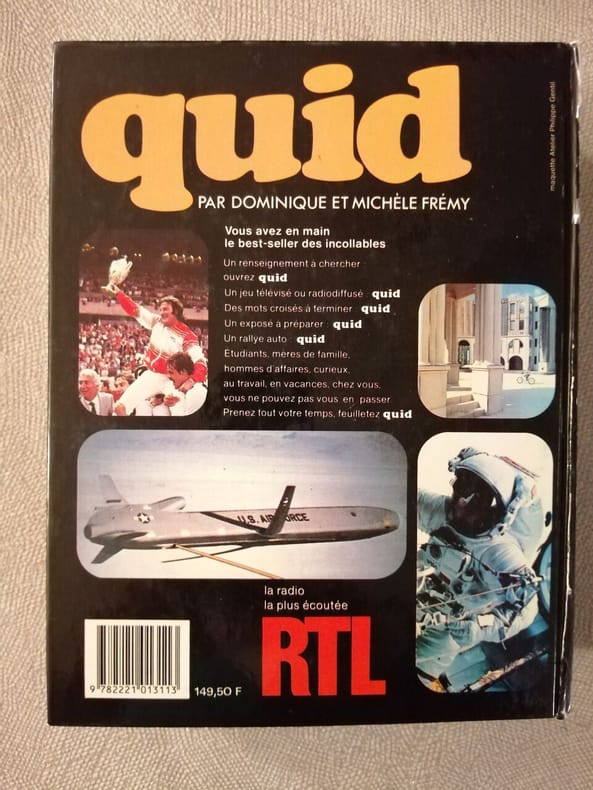 quid
PAR DOMINIQUE ET MICHÈLE FRÉMY
maquette Atelier Philippe Gentil
Vous avez en main
le best-seller des incollables
Un renseignement à chercher
ouvrez quid
Un jeu télévisé ou radiodiffusé : quid
Des mots croisés à terminer : quid
Un exposé à préparer : quid
Un rallye auto : quid
Etudiants, mères de famille,
hommes d'affaires, curieux,
au travail, en vacances, chez vous,
vous ne pouvez pas vous en passer
Prenez tout votre temps, feuilletez quid
U.S. AIR FORCE
la radio
la plus écoutée
RTL
9 782221 013113
149,50 F